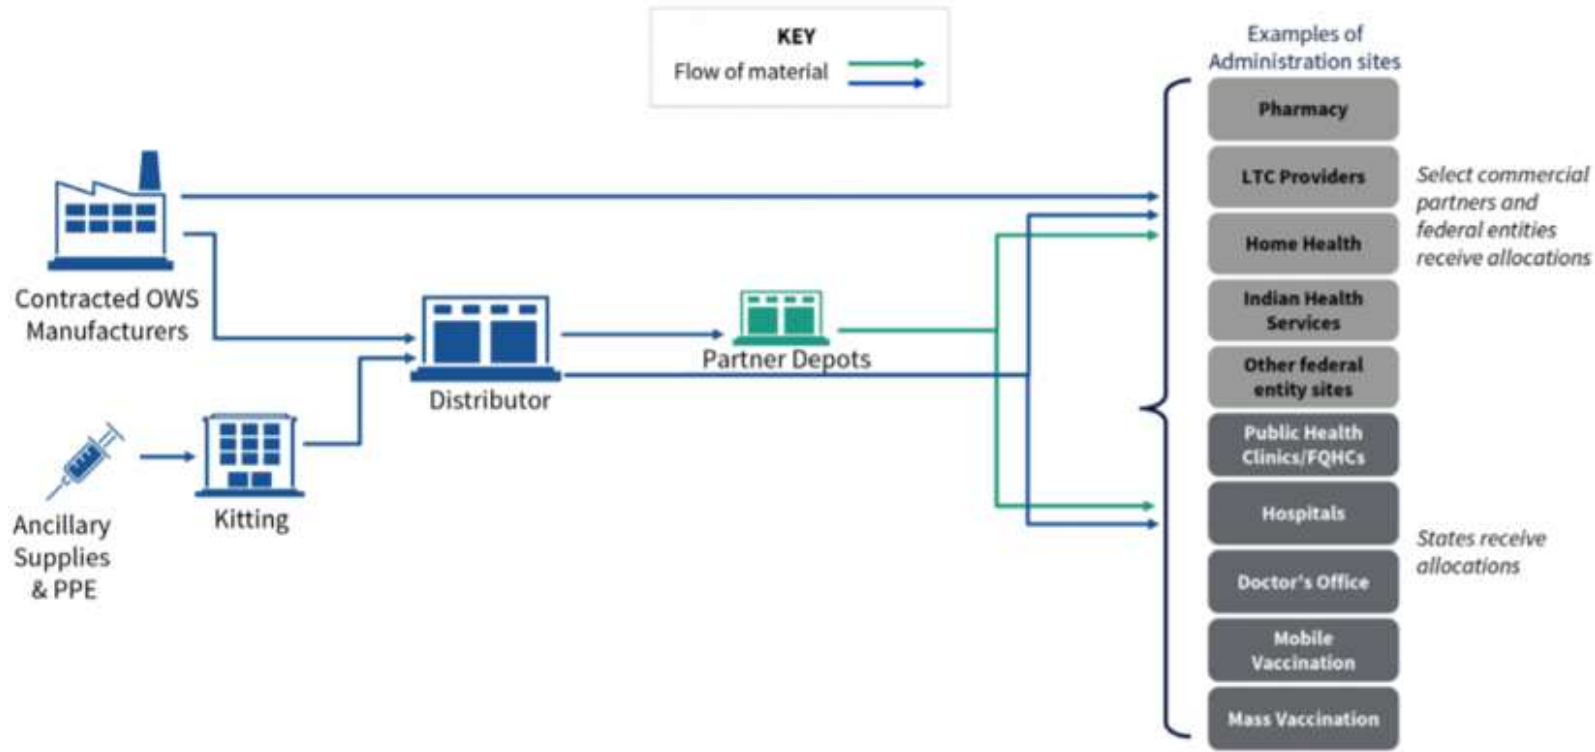 KEY
Flow of material
Examples of
Administration sites
Pharmacy
LTC Providers
Home Health
Indian Health
Services
Other federal
entity sites
Public Health
Clinics/FQHCs
Hospitals
Doctor's Office
Mobile
Vaccination
Mass Vaccination
Select commercial
partners and
federal entities
receive allocations
States receive
allocations
Contracted OWS
Manufacturers
Distributor
Partner Depots
Kitting
Ancillary
Supplies
& PPE